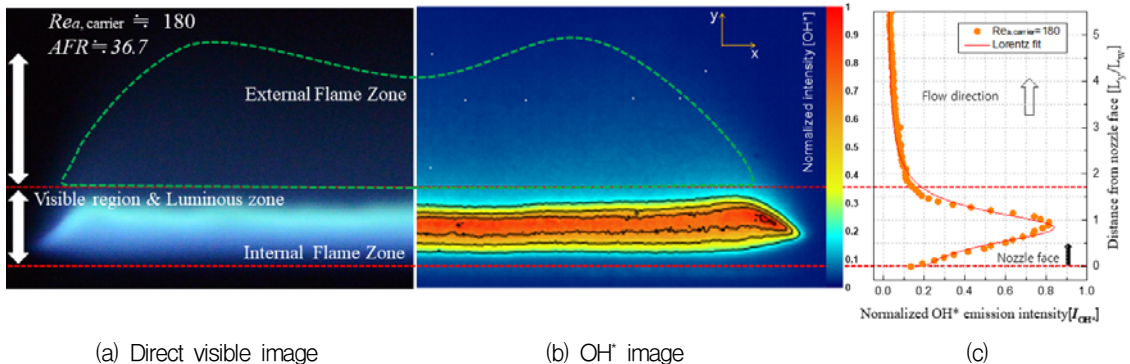 Rea, carrier ≒ 180
AFR≒36.7
External Flame Zone
Visible region & Luminous zone
Internal Flame Zone
y
x
Normalized intensity [OH*]
1
0.9
0.8
0.7
0.6
0.5
0.4
0.3
0.2
0.1
0
Rea.carrier=180
Lorentz fit
Flow direction
Nozzle face
5
4
3
2
1
0
Distance from nozzle face [Ly/Lw]
0.0 0.2 0.4 0.6 0.8 1.0
Normalized OH* emission intensity[IOH*]
(a) Direct visible image
(b) OH* image
(c)